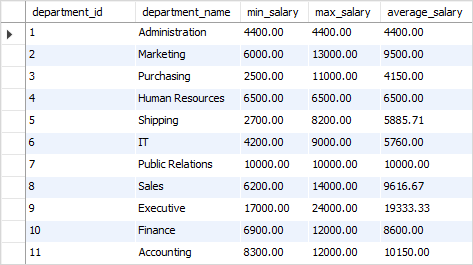 department_id department_name min_salary max_salary average_salary
1 Administration 4400.00 4400.00 4400.00
2 Marketing 6000.00 13000.00 9500.00
3 Purchasing 2500.00 11000.00 4150.00
4 Human Resources 6500.00 6500.00 6500.00
5 Shipping 2700.00 8200.00 5885.71
6 IT 4200.00 9000.00 5760.00
7 Public Relations 10000.00 10000.00 10000.00
8 Sales 6200.00 14000.00 9616.67
9 Executive 17000.00 24000.00 19333.33
10 Finance 6900.00 12000.00 8600.00
11 Accounting 8300.00 12000.00 10150.00